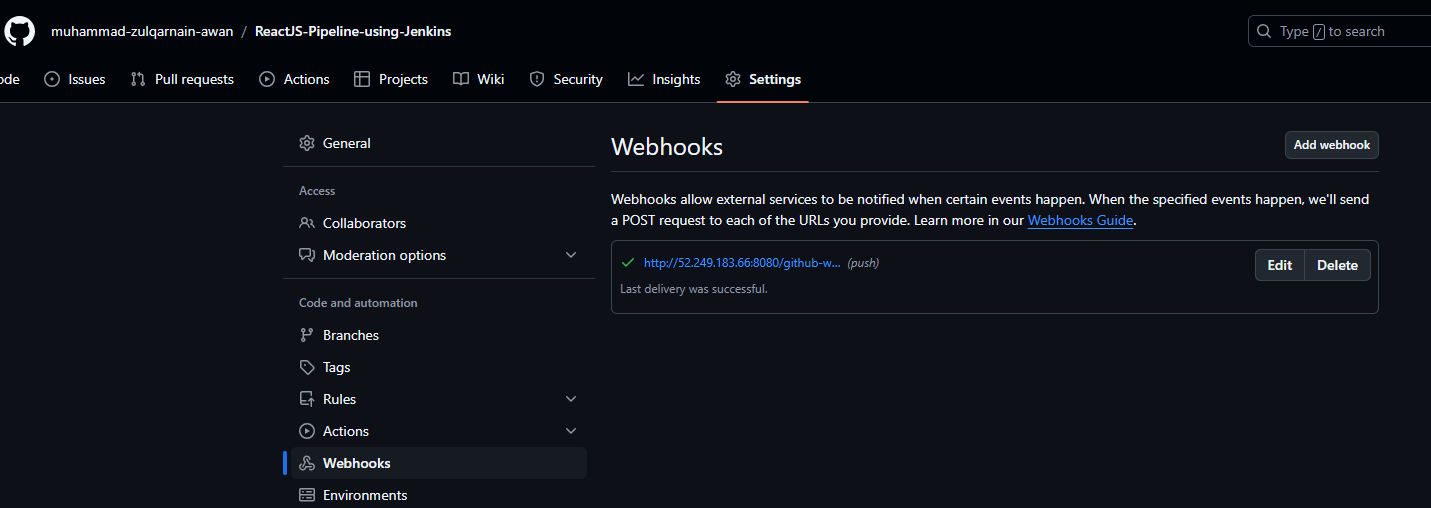 muhammad-zulqarnain-awan / ReactJS-Pipeline-using-Jenkins
Type / to search
ode Issues Pull requests Actions Projects Wiki Security Insights Settings
General
Access
Collaborators
Moderation options
Code and automation
Branches
Tags
Rules
Actions
Webhooks
Environments
Webhooks
Add webhook
Webhooks allow external services to be notified when certain events happen. When the specified events happen, we'll send
a POST request to each of the URLs you provide. Learn more in our Webhooks Guide.
http://52.249.183.66:8080/github-w... (push)
Edit Delete
Last delivery was successful.